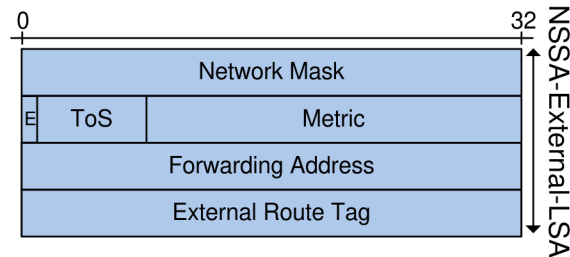 0 32
Network Mask
E ToS Metric
Forwarding Address
External Route Tag
NSSA-External-LSA